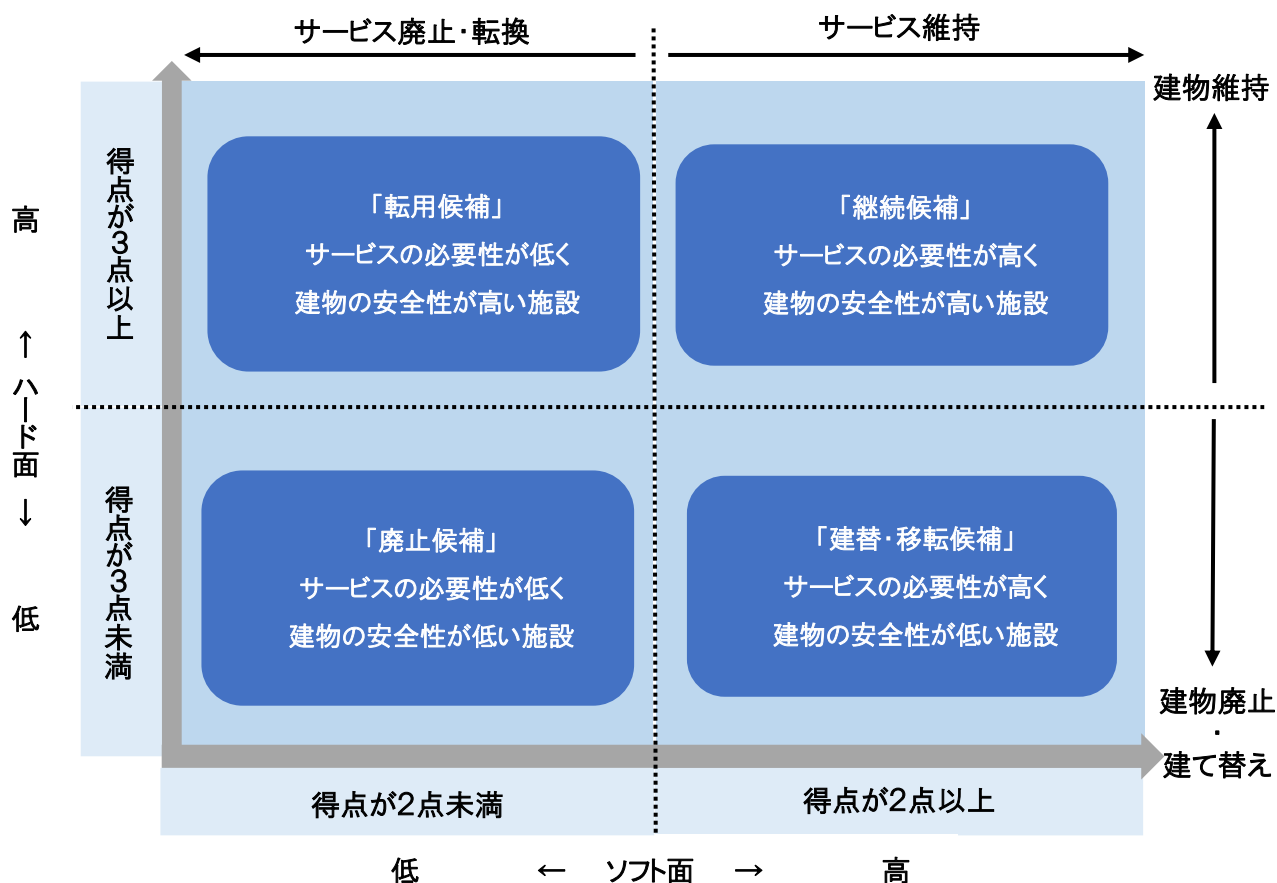 サービス廃止・転換
サービス維持
建物維持
高
得点が3点以上
「転用候補」
サービスの必要性が低く
建物の安全性が高い施設
「継続候補」
サービスの必要性が高く
建物の安全性が高い施設
↑
ハード面
↓
得点が3点未満
「廃止候補」
サービスの必要性が低く
建物の安全性が低い施設
「建替・移転候補」
サービスの必要性が高く
建物の安全性が低い施設
低
建物廃止
・
建て替え
得点が2点未満
得点が2点以上
低 ← ソフト面 → 高